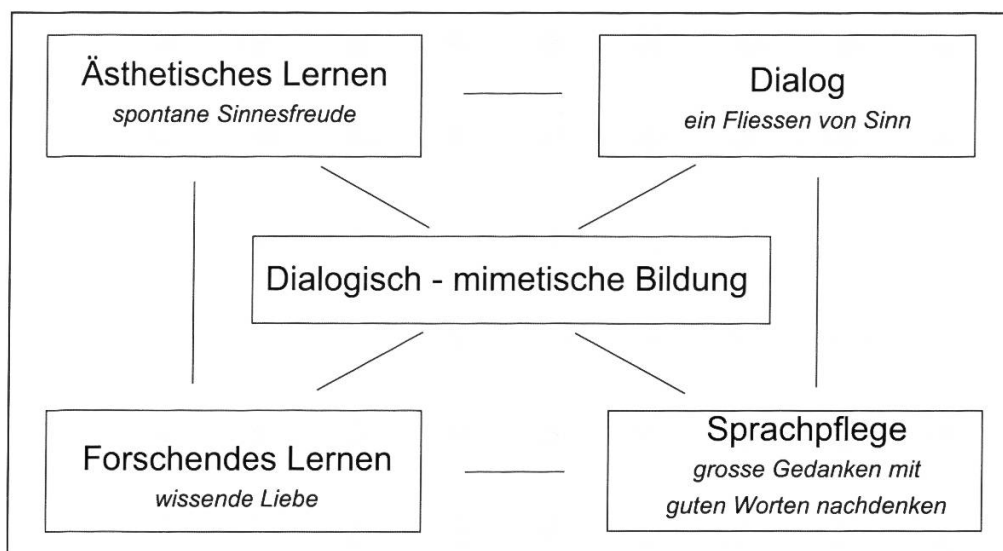 Ästhetisches Lernen
spontane Sinnesfreude
Dialog
ein Fliessen von Sinn
Dialogisch - mimetische Bildung
Forschendes Lernen
wissende Liebe
Sprachpflege
grosse Gedanken mit
guten Worten nachdenken